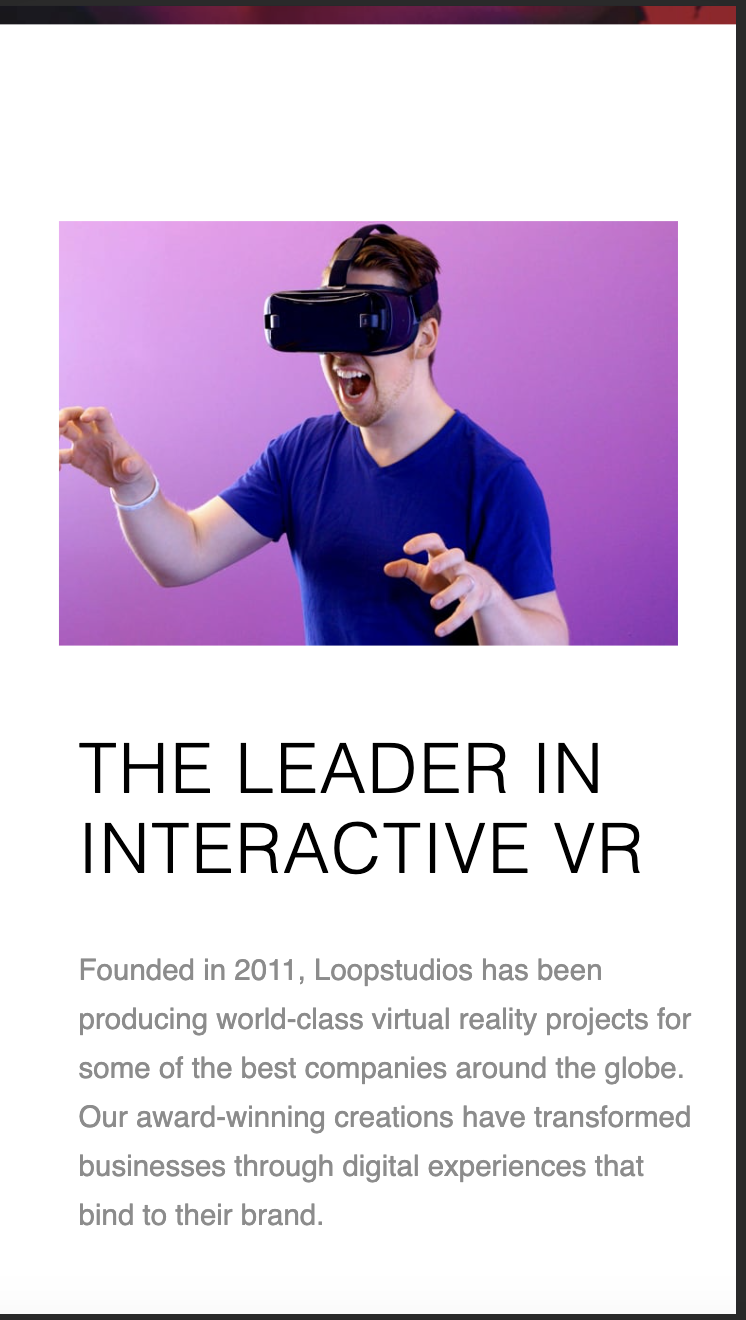 THE LEADER IN
INTERACTIVE VR
Founded in 2011, Loopstudios has been
producing world-class virtual reality projects for
some of the best companies around the globe.
Our award-winning creations have transformed
businesses through digital experiences that
bind to their brand.